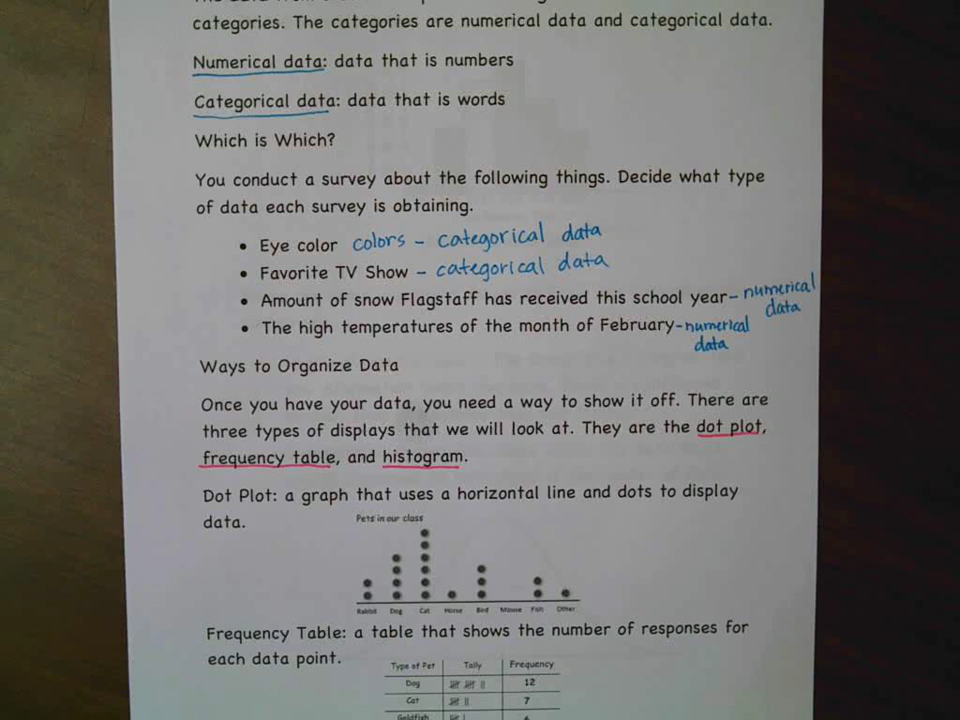 categories. The categories are numerical data and categorical data.
Numerical data: data that is numbers
Categorical data: data that is words
Which is Which?
You conduct a survey about the following things. Decide what type
of data each survey is obtaining.
• Eye color colors - categorical data
• Favorite TV Show - categorical data
• Amount of snow Flagstaff has received this school year - numerical
data
• The high temperatures of the month of February - numerical
data
Ways to Organize Data
Once you have your data, you need a way to show it off. There are
three types of displays that we will look at. They are the dot plot,
frequency table, and histogram.
Dot Plot: a graph that uses a horizontal line and dots to display
data.
Pets in our class
Rabbit Dog Cat Horse Bird Mouse Fish Other
Frequency Table: a table that shows the number of responses for
each data point.
Type of Pet Tally Frequency
Dog 12
Cat 7
Goldfish